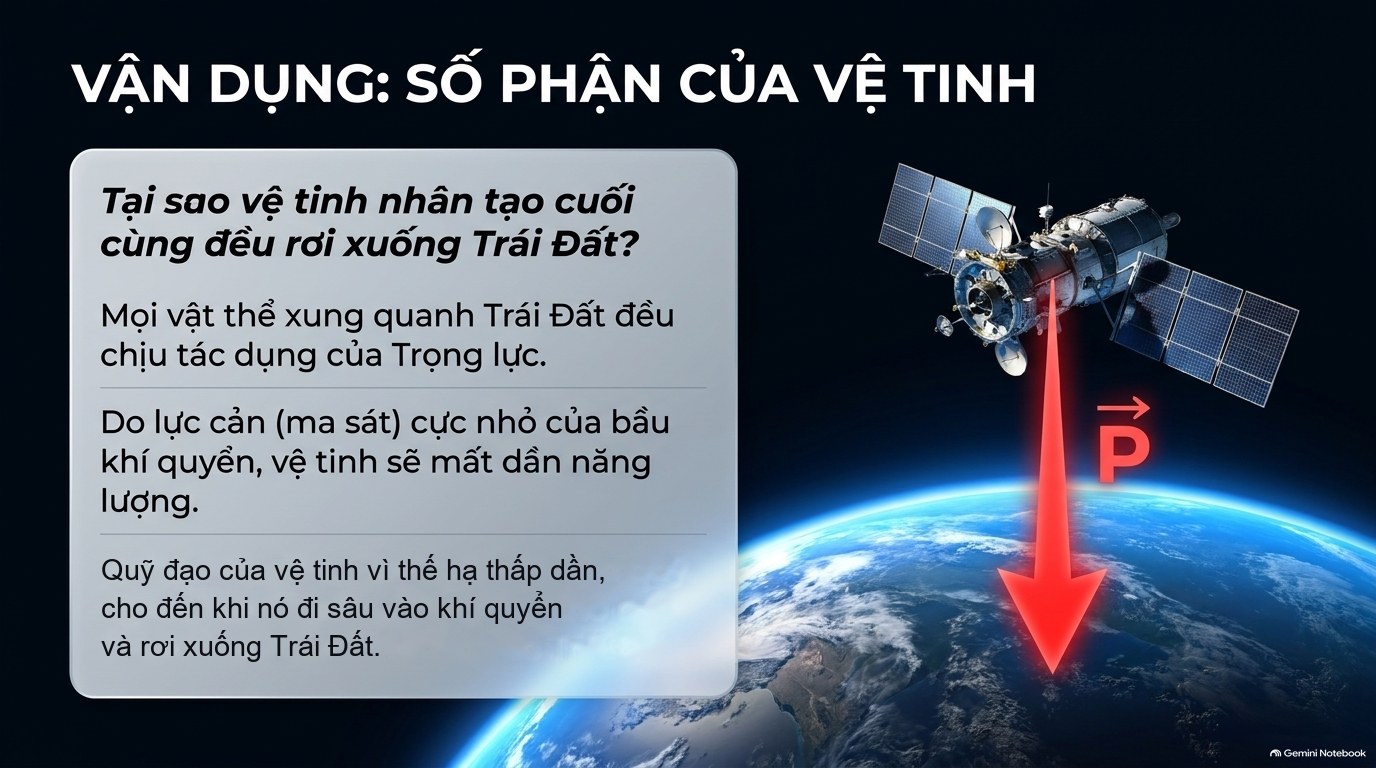 VẬN DỤNG: SỐ PHẬN CỦA VỆ TINH
Tại sao vệ tinh nhân tạo cuối
cùng đều rơi xuống Trái Đất?
Mọi vật thể xung quanh Trái Đất đều
chịu tác dụng của Trọng lực.
Do lực cản (ma sát) cực nhỏ của bầu
khí quyển, vệ tinh sẽ mất dần năng
lượng.
Quỹ đạo của vệ tinh vì thế hạ thấp dần,
cho đến khi nó đi sâu vào khí quyển
và rơi xuống Trái Đất.
P⃗
Gemini Notebook